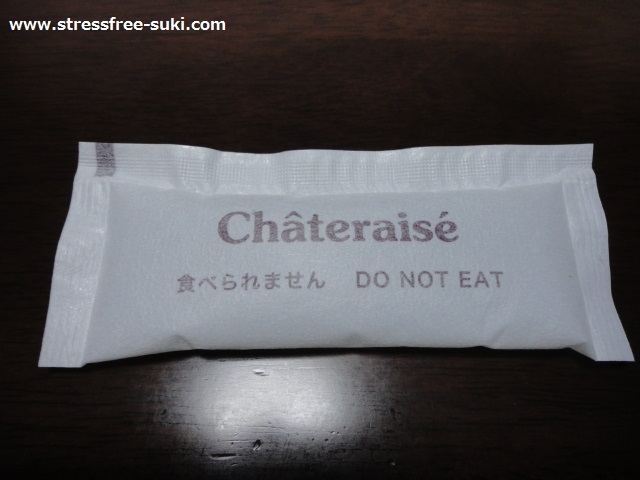 www.stressfree-suki.com
Châteraisé
食べられません DO NOT EAT